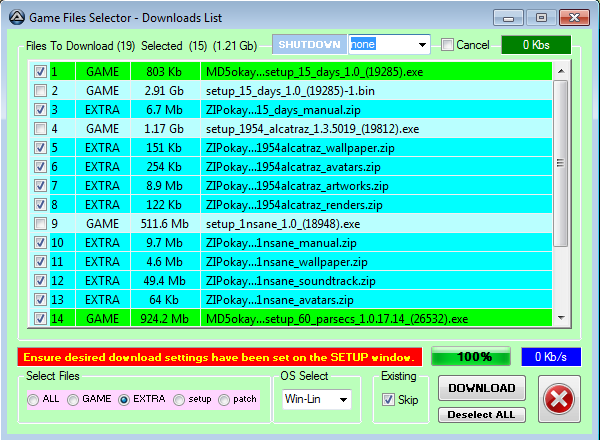 Game Files Selector - Downloads List
Files To Download (19) Selected (15) (1.21 Gb) SHUTDOWN none Cancel 0 Kbs
1 GAME 803 Kb MD5okay...setup_15_days_1.0_(19285).exe
2 GAME 2.91 Gb setup_15_days_1.0_(19285)-1.bin
3 EXTRA 6.7 Mb ZIPokay...15_days_manual.zip
4 GAME 1.17 Gb setup_1954_alcatraz_1.3.5019_(19812).exe
5 EXTRA 151 Kb ZIPokay...1954alcatraz_wallpaper.zip
6 EXTRA 254 Kb ZIPokay...1954alcatraz_avatars.zip
7 EXTRA 8.9 Mb ZIPokay...1954alcatraz_artworks.zip
8 EXTRA 122 Kb ZIPokay...1954alcatraz_renders.zip
9 GAME 511.6 Mb setup_1nsane_1.0_(18948).exe
10 EXTRA 9.7 Mb ZIPokay...1nsane_manual.zip
11 EXTRA 4.6 Mb ZIPokay...1nsane_wallpaper.zip
12 EXTRA 49.4 Mb ZIPokay...1nsane_soundtrack.zip
13 EXTRA 64 Kb ZIPokay...1nsane_avatars.zip
14 GAME 924.2 Mb MD5okay...setup_60_parsecs_1.0.17.14_(26532).exe
Ensure desired download settings have been set on the SETUP window. 100% 0 Kb/s
Select Files OS Select Existing DOWNLOAD
ALL GAME EXTRA setup patch Win-Lin Skip
Deselect ALL